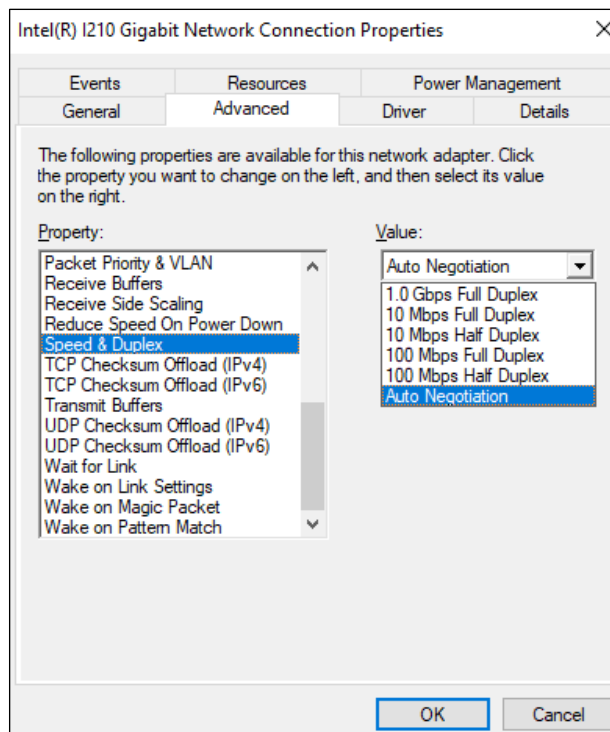 Intel(R) I210 Gigabit Network Connection Properties
Events Resources Power Management
General Advanced Driver Details
The following properties are available for this network adapter. Click
the property you want to change on the left, and then select its value
on the right.
Property:
Packet Priority & VLAN
Receive Buffers
Receive Side Scaling
Reduce Speed On Power Down
Speed & Duplex
TCP Checksum Offload (IPv4)
TCP Checksum Offload (IPv6)
Transmit Buffers
UDP Checksum Offload (IPv4)
UDP Checksum Offload (IPv6)
Wait for Link
Wake on Link Settings
Wake on Magic Packet
Wake on Pattern Match
Value:
Auto Negotiation
1.0 Gbps Full Duplex
10 Mbps Full Duplex
10 Mbps Half Duplex
100 Mbps Full Duplex
100 Mbps Half Duplex
Auto Negotiation
OK Cancel